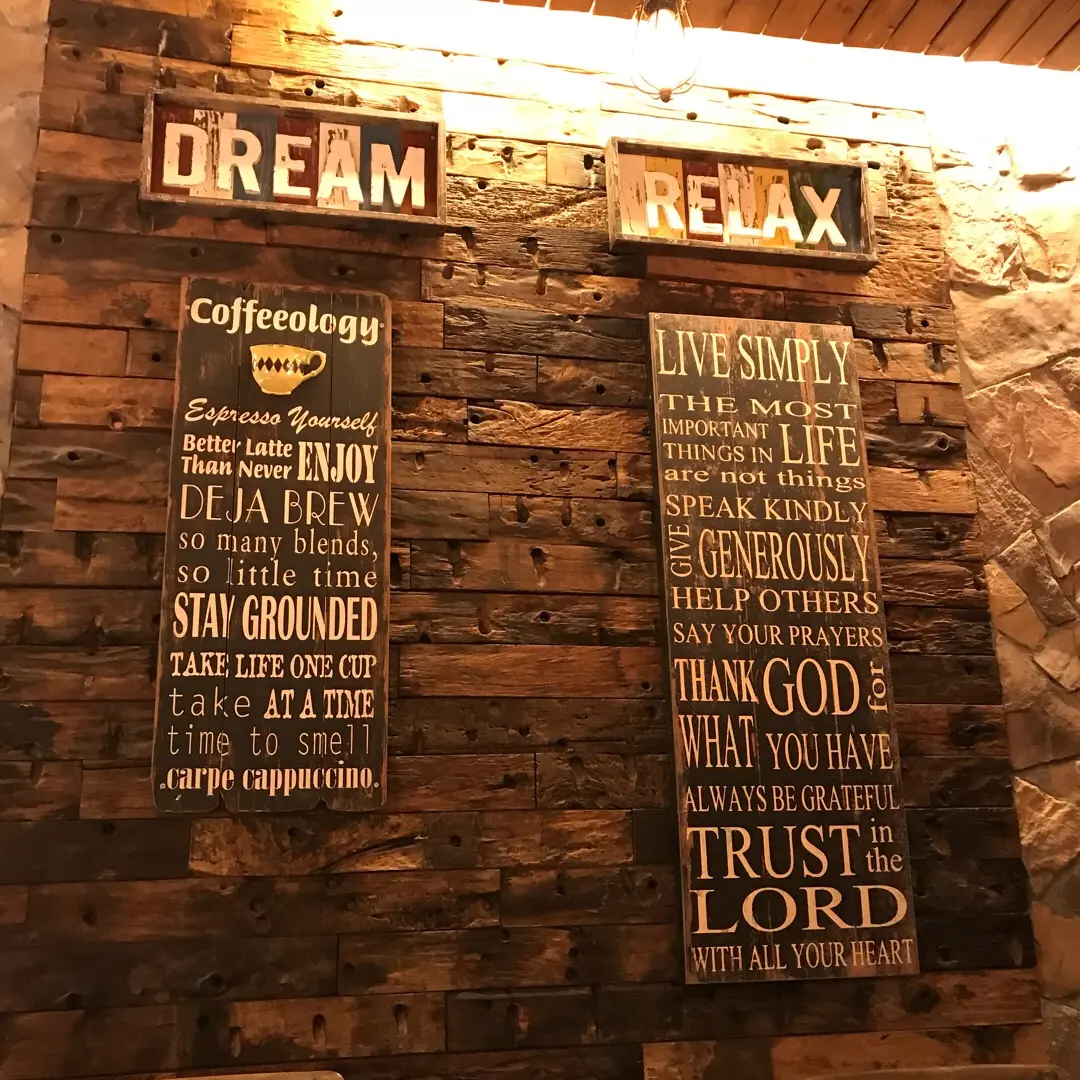 DREAM
RELAX
Coffeeology
Espresso Yourself
Better Latte
Than Never ENJOY
DEJA BREW
so many blends,
so little time
STAY GROUNDED
TAKE LIFE ONE CUP
take AT A TIME
time to smell
.carpe cappuccino.
LIVE SIMPLY
THE MOST
IMPORTANT
THINGS IN LIFE
are not things
SPEAK KINDLY
GIVE GENEROUSLY
HELP OTHERS
SAY YOUR PRAYERS
THANK GOD for
WHAT YOU HAVE
ALWAYS BE GRATEFUL
TRUST in the
LORD
WITH ALL YOUR HEART